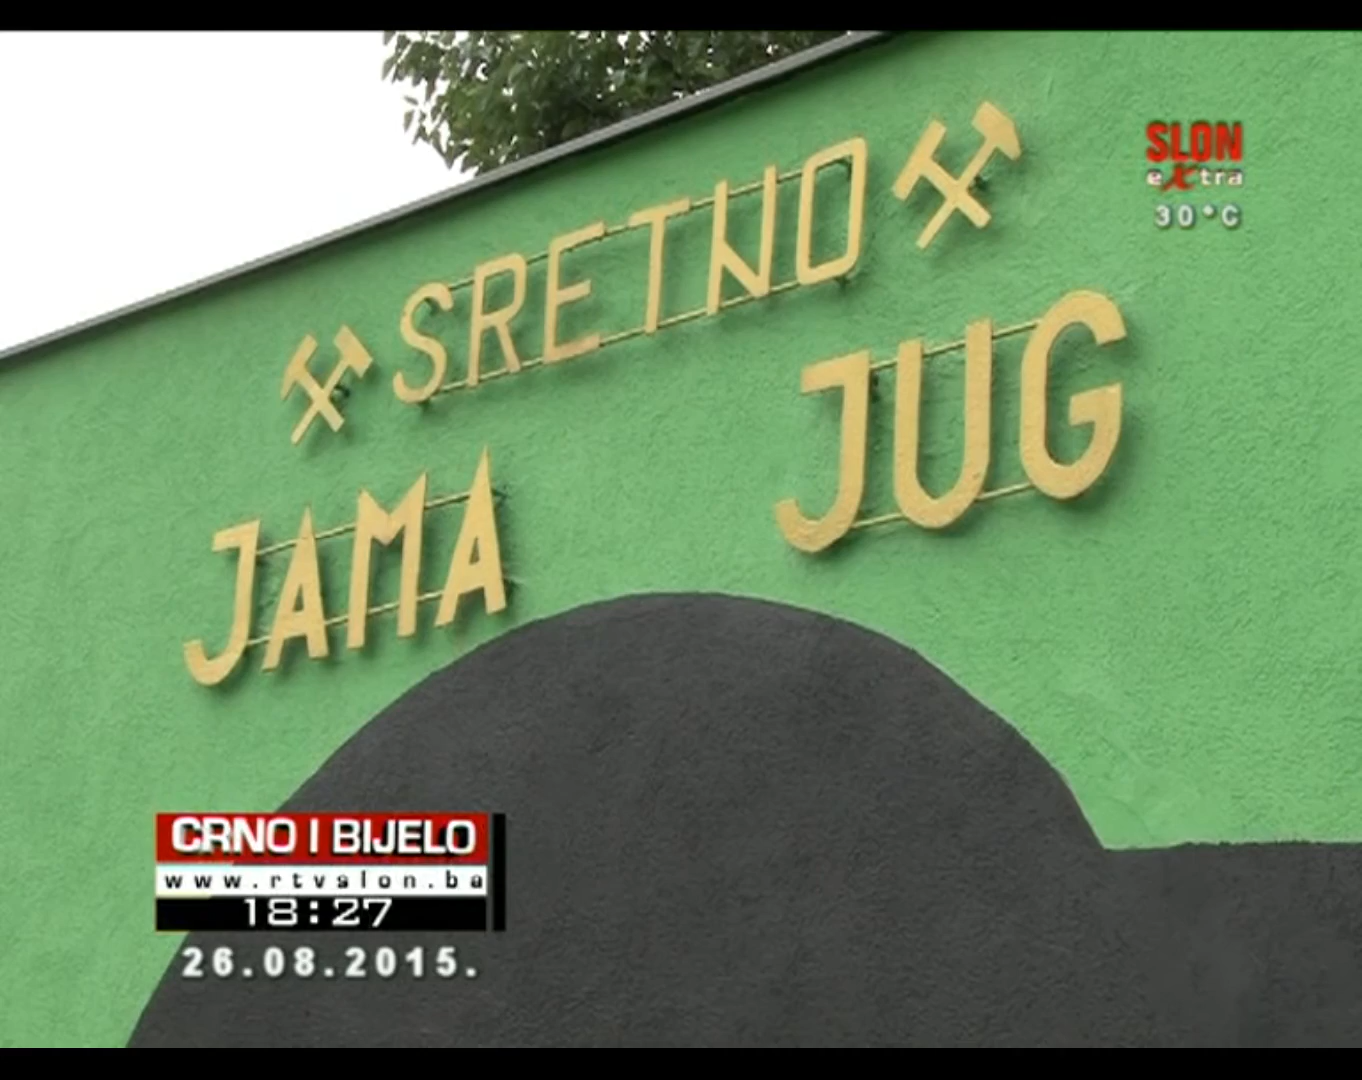 SRETNO
JAMA JUG
SLON
extra
30°C
CRNO I BIJELO
www.rtvslon.ba
18:27
26.08.2015.